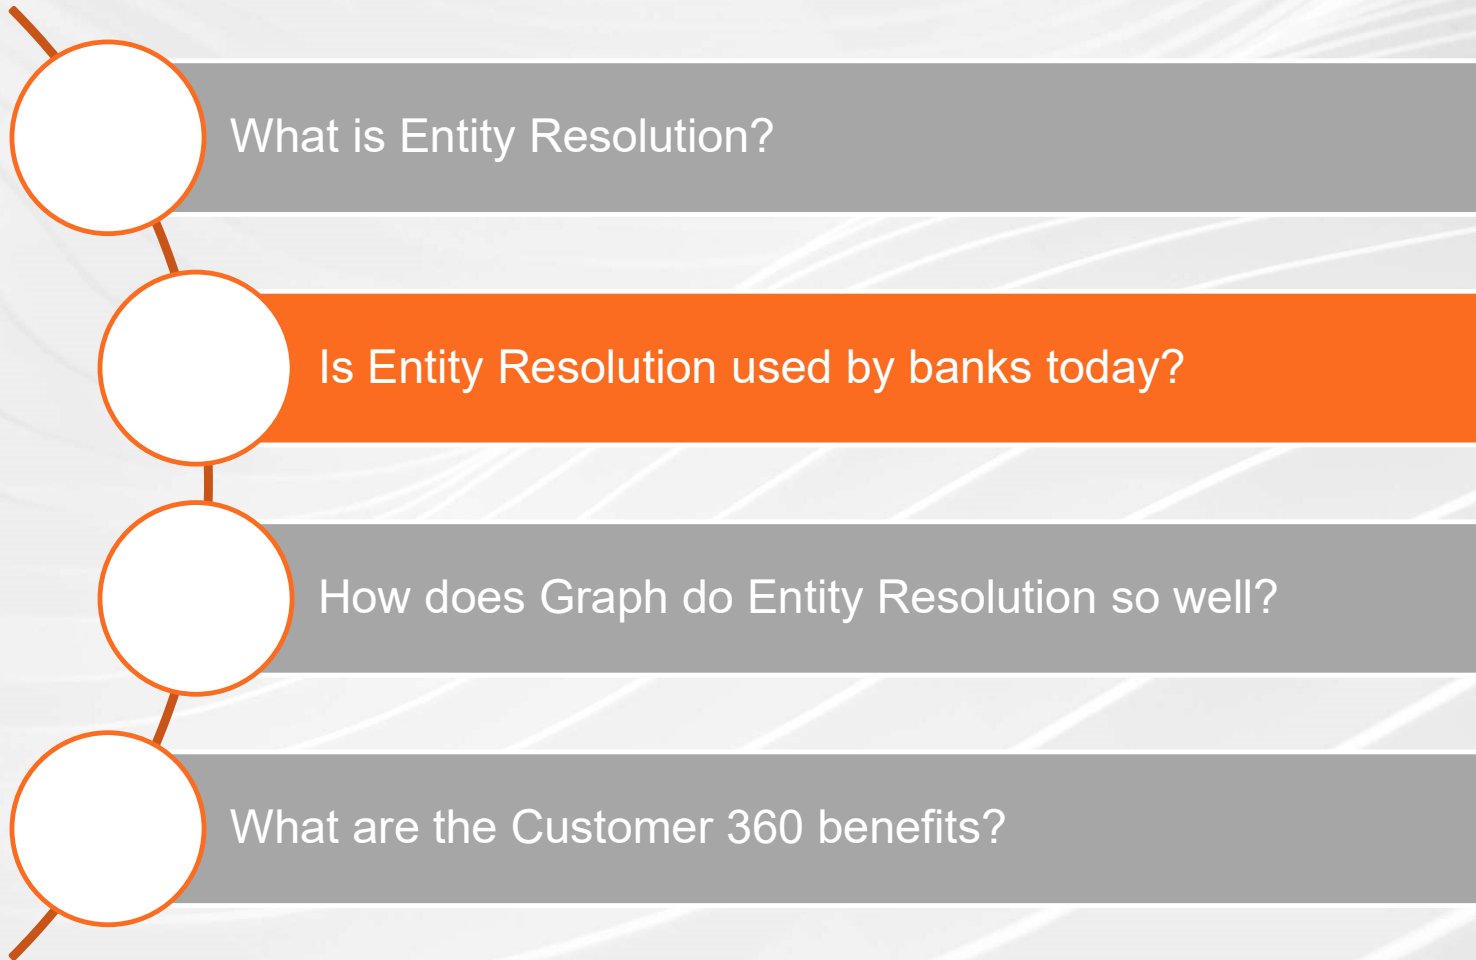 What is Entity Resolution?
Is Entity Resolution used by banks today?
How does Graph do Entity Resolution so well?
What are the Customer 360 benefits?